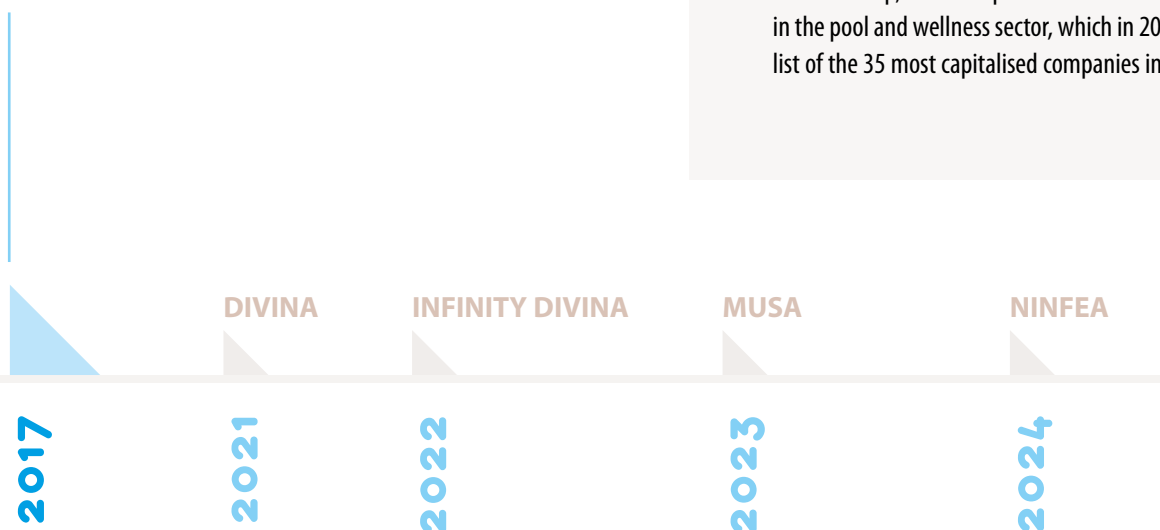 in the pool and wellness sector, which in 20
list of the 35 most capitalised companies in
DIVINA
INFINITY DIVINA
MUSA
NINFEA
2017
2021
2022
2023
2024